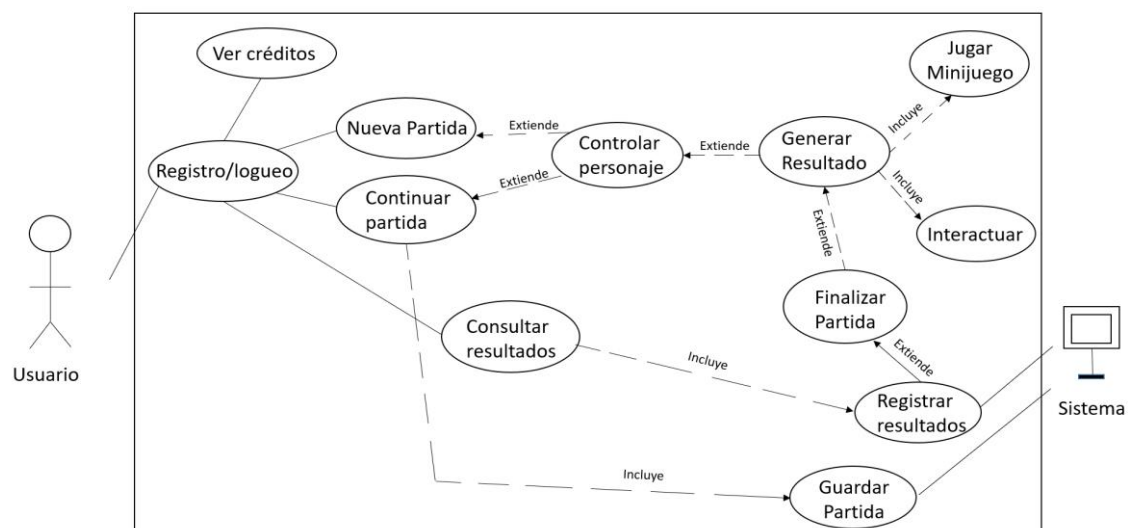 Ver créditos
Jugar
Minijuego
Nueva Partida
Extiende
Controlar
personaje
Extiende
Generar
Resultado
Incluye
Registro/logueo
Continuar
partida
Extiende
Incluye
Interactuar
Extiende
Finalizar
Partida
Consultar
resultados
Incluye
Extiende
Registrar
resultados
Usuario
Sistema
Incluye
Guardar
Partida